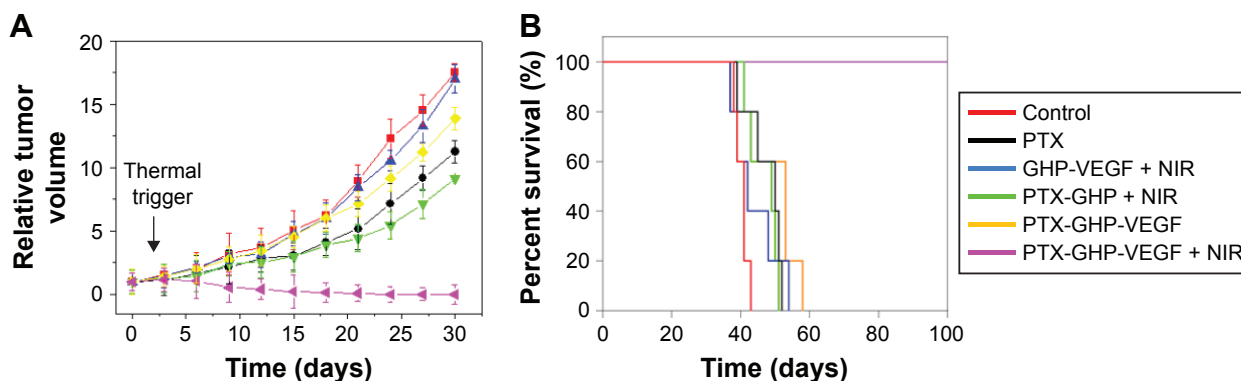 A
Relative tumor
volume
20
15
10
5
0
Thermal
trigger
0 5 10 15 20 25 30
Time (days)
B
Percent survival (%)
100
80
60
40
20
0
0 20 40 60 80 100
Time (days)
Control
PTX
GHP-VEGF + NIR
PTX-GHP + NIR
PTX-GHP-VEGF
PTX-GHP-VEGF + NIR